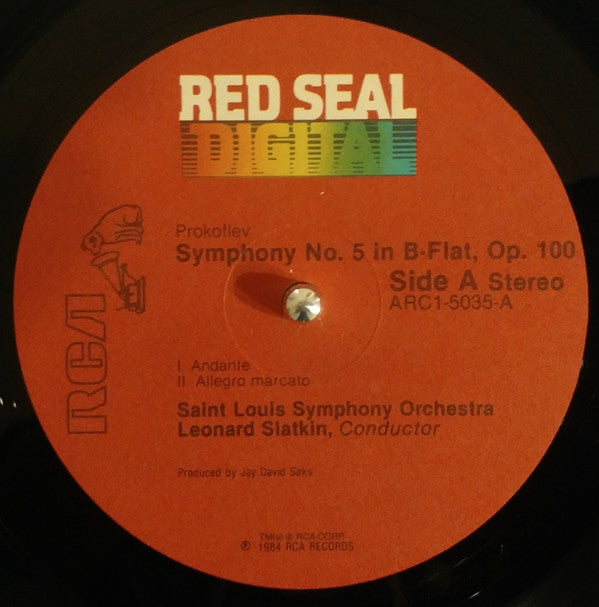 RED SEAL
DIGITAL
Prokofiev
Symphony No. 5 in B-Flat, Op. 100
Side A Stereo
ARC1-5035-A
RCA
I Andante
II Allegro marcato
Saint Louis Symphony Orchestra
Leonard Slatkin, Conductor
Produced by Jay David Saks
TM(s) ® RCA CORP.
℗ 1984 RCA RECORDS